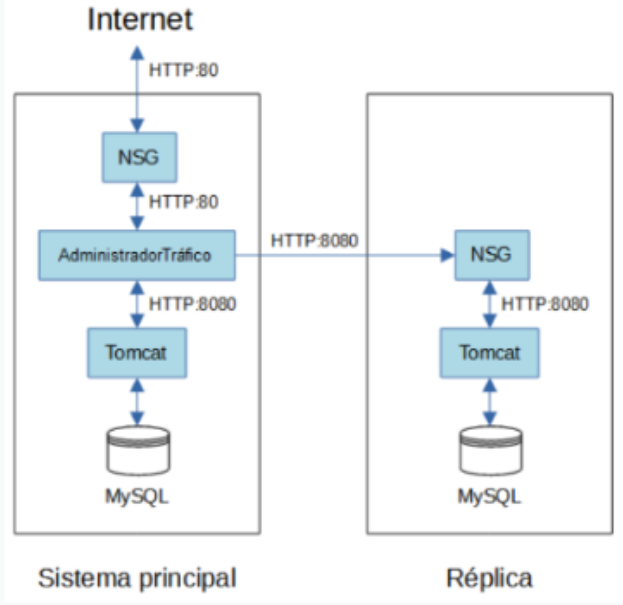 Internet
HTTP:80
NSG
HTTP:80
AdministradorTráfico
HTTP:8080
NSG
HTTP:8080
HTTP:8080
Tomcat
Tomcat
MySQL
MySQL
Sistema principal
Réplica